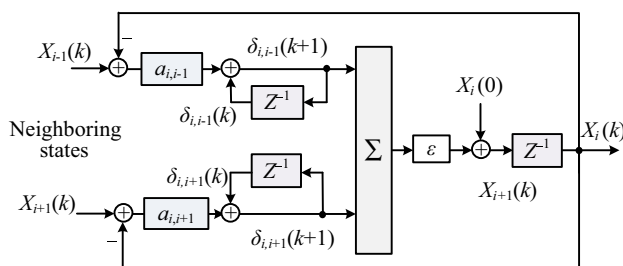 −
X_{i-1}(k)
a_{i,i-1}
δ_{i,i-1}(k+1)
Z^{-1}
δ_{i,i-1}(k)
X_i(0)
Neighboring
states
Σ
ε
Z^{-1}
X_i(k)
X_{i+1}(k)
δ_{i,i+1}(k)
Z^{-1}
X_{i+1}(k)
a_{i,i+1}
δ_{i,i+1}(k+1)
−